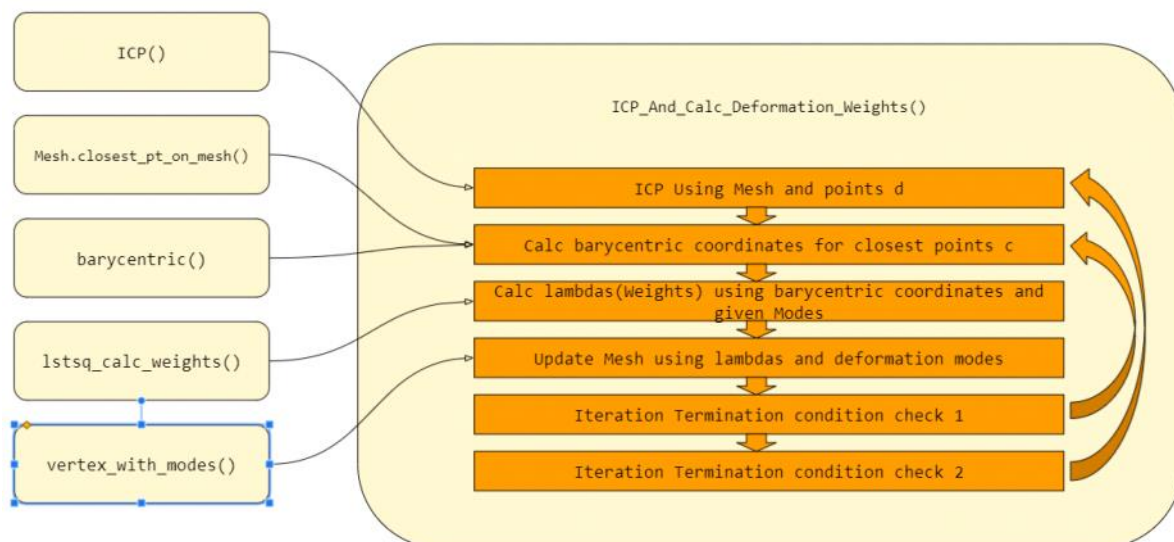 ICP()
Mesh.closest_pt_on_mesh()
barycentric()
lstsq_calc_weights()
vertex_with_modes()
ICP_And_Calc_Deformation_Weights()
ICP Using Mesh and points d
Calc barycentric coordinates for closest points c
Calc lambdas(Weights) using barycentric coordinates and
given Modes
Update Mesh using lambdas and deformation modes
Iteration Termination condition check 1
Iteration Termination condition check 2